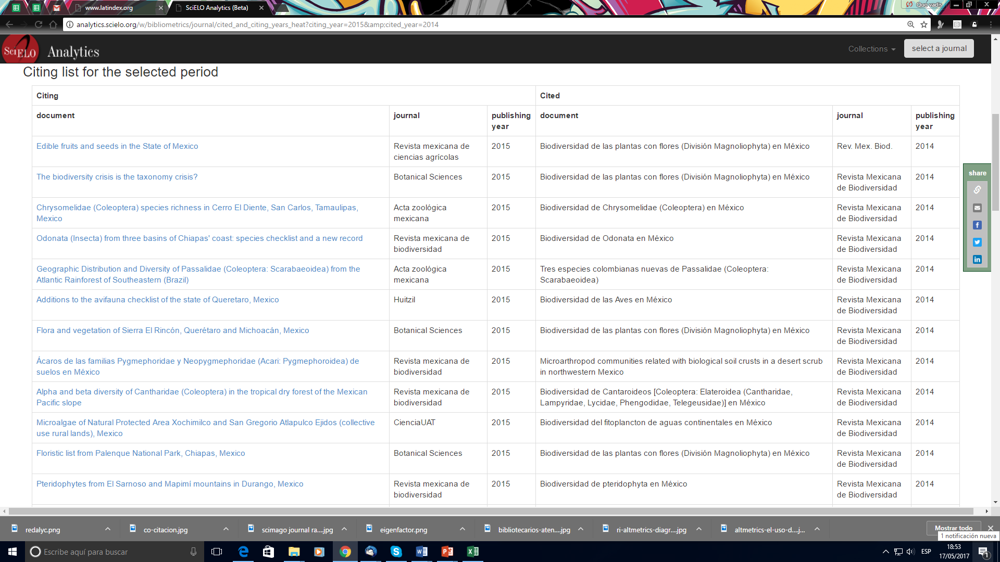 www.latindex.org
SciELO Analytics (Beta)
Quo vadis
analytics.scielo.org/w/bibliometrics/journal/cited_and_citing_years_heat?citing_year=2015&amp;cited_year=2014
SciELO Analytics
Collections
select a journal
Citing list for the selected period
Citing
Cited
document
journal
publishing
year
document
journal
publishing
year
Edible fruits and seeds in the State of Mexico
Revista mexicana de
ciencias agrícolas
2015
Biodiversidad de las plantas con flores (División Magnoliophyta) en México
Rev. Mex. Biod.
2014
The biodiversity crisis is the taxonomy crisis?
Botanical Sciences
2015
Biodiversidad de las plantas con flores (División Magnoliophyta) en México
Revista Mexicana
de Biodiversidad
2014
Chrysomelidae (Coleoptera) species richness in Cerro El Diente, San Carlos, Tamaulipas,
Mexico
Acta zoológica
mexicana
2015
Biodiversidad de Chrysomelidae (Coleoptera) en México
Revista Mexicana
de Biodiversidad
2014
Odonata (Insecta) from three basins of Chiapas' coast: species checklist and a new record
Revista mexicana de
biodiversidad
2015
Biodiversidad de Odonata en México
Revista Mexicana
de Biodiversidad
2014
Geographic Distribution and Diversity of Passalidae (Coleoptera: Scarabaeoidea) from the
Atlantic Rainforest of Southeastern (Brazil)
Acta zoológica
mexicana
2015
Tres especies colombianas nuevas de Passalidae (Coleoptera:
Scarabaeoidea)
Revista Mexicana
de Biodiversidad
2014
Additions to the avifauna checklist of the state of Queretaro, Mexico
Huitzil
2015
Biodiversidad de las Aves en México
Revista Mexicana
de Biodiversidad
2014
Flora and vegetation of Sierra El Rincón, Querétaro and Michoacán, Mexico
Botanical Sciences
2015
Biodiversidad de las plantas con flores (División Magnoliophyta) en México
Revista Mexicana
de Biodiversidad
2014
Ácaros de las familias Pygmephoridae y Neopygmephoridae (Acari: Pygmephoroidea) de
suelos en México
Revista mexicana de
biodiversidad
2015
Microarthropod communities related with biological soil crusts in a desert scrub
in northwestern Mexico
Revista Mexicana
de Biodiversidad
2014
Alpha and beta diversity of Cantharidae (Coleoptera) in the tropical dry forest of the Mexican
Pacific slope
Revista mexicana de
biodiversidad
2015
Biodiversidad de Cantaroideos [Coleoptera: Elateroidea (Cantharidae,
Lampyridae, Lycidae, Phengodidae, Telegeusidae)] en México
Revista Mexicana
de Biodiversidad
2014
Microalgae of Natural Protected Area Xochimilco and San Gregorio Atlapulco Ejidos (collective
use rural lands), Mexico
CienciaUAT
2015
Biodiversidad del fitoplancton de aguas continentales en México
Revista Mexicana
de Biodiversidad
2014
Floristic list from Palenque National Park, Chiapas, Mexico
Botanical Sciences
2015
Biodiversidad de las plantas con flores (División Magnoliophyta) en México
Revista Mexicana
de Biodiversidad
2014
Pteridophytes from El Sarnoso and Mapimí mountains in Durango, Mexico
Revista mexicana de
biodiversidad
2015
Biodiversidad de pteridophyta en México
Revista Mexicana
de Biodiversidad
2014
share
redalyc.png
co-citacion.jpg
scimago journal ra....jpg
eigenfactor.png
bibliotecarios-aten....jpg
ri-altmetrics-diagr....jpg
altmetrics-el-uso-d....j...
Mostrar todo
1 notificación nueva
Escribe aquí para buscar
ESP
18:53
17/05/2017
1